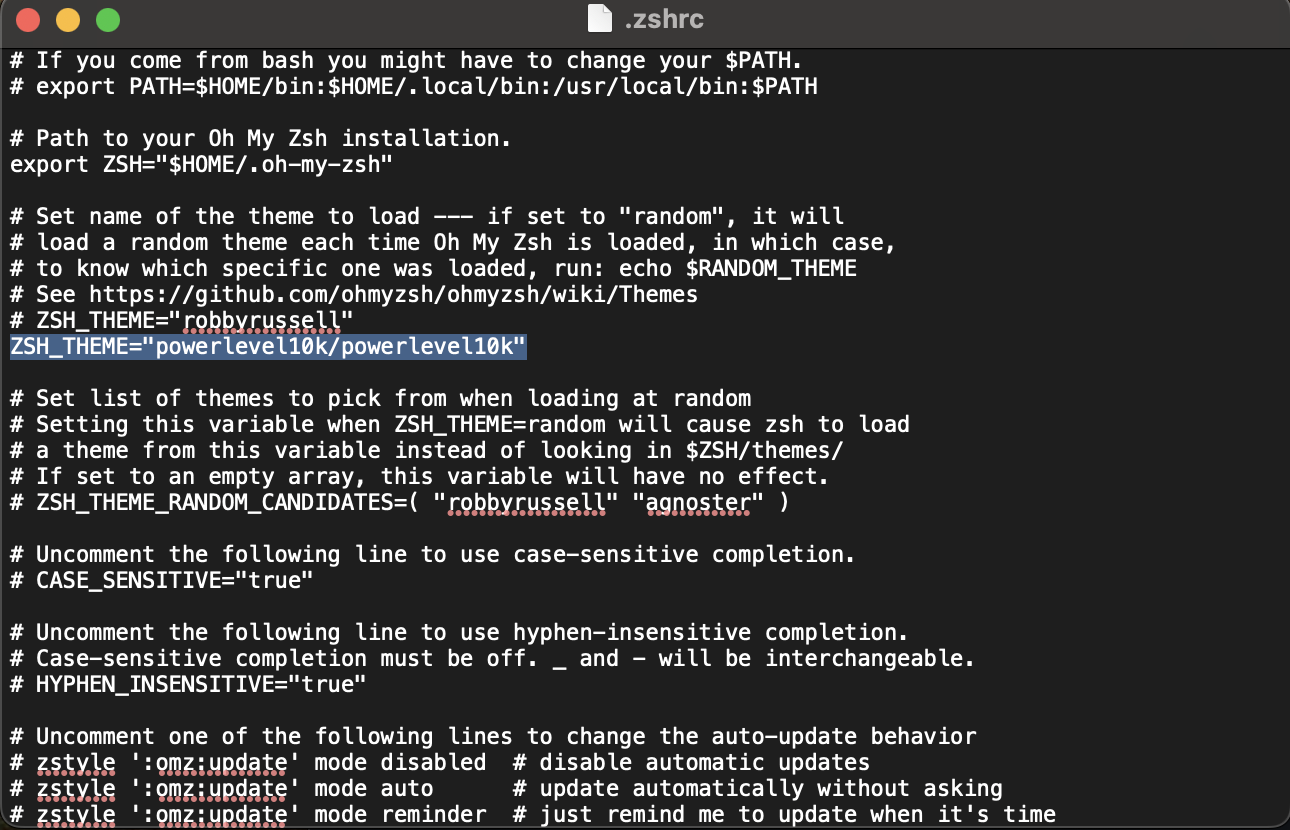 .zshrc
# If you come from bash you might have to change your $PATH.
# export PATH=$HOME/bin:$HOME/.local/bin:/usr/local/bin:$PATH
# Path to your Oh My Zsh installation.
export ZSH="$HOME/.oh-my-zsh"
# Set name of the theme to load --- if set to "random", it will
# load a random theme each time Oh My Zsh is loaded, in which case,
# to know which specific one was loaded, run: echo $RANDOM_THEME
# See https://github.com/ohmyzsh/ohmyzsh/wiki/Themes
# ZSH_THEME="robbyrussell"
ZSH_THEME="powerlevel10k/powerlevel10k"
# Set list of themes to pick from when loading at random
# Setting this variable when ZSH_THEME=random will cause zsh to load
# a theme from this variable instead of looking in $ZSH/themes/
# If set to an empty array, this variable will have no effect.
# ZSH_THEME_RANDOM_CANDIDATES=( "robbyrussell" "agnoster" )
# Uncomment the following line to use case-sensitive completion.
# CASE_SENSITIVE="true"
# Uncomment the following line to use hyphen-insensitive completion.
# Case-sensitive completion must be off. _ and - will be interchangeable.
# HYPHEN_INSENSITIVE="true"
# Uncomment one of the following lines to change the auto-update behavior
# zstyle ':omz:update' mode disabled  # disable automatic updates
# zstyle ':omz:update' mode auto      # update automatically without asking
# zstyle ':omz:update' mode reminder  # just remind me to update when it's time